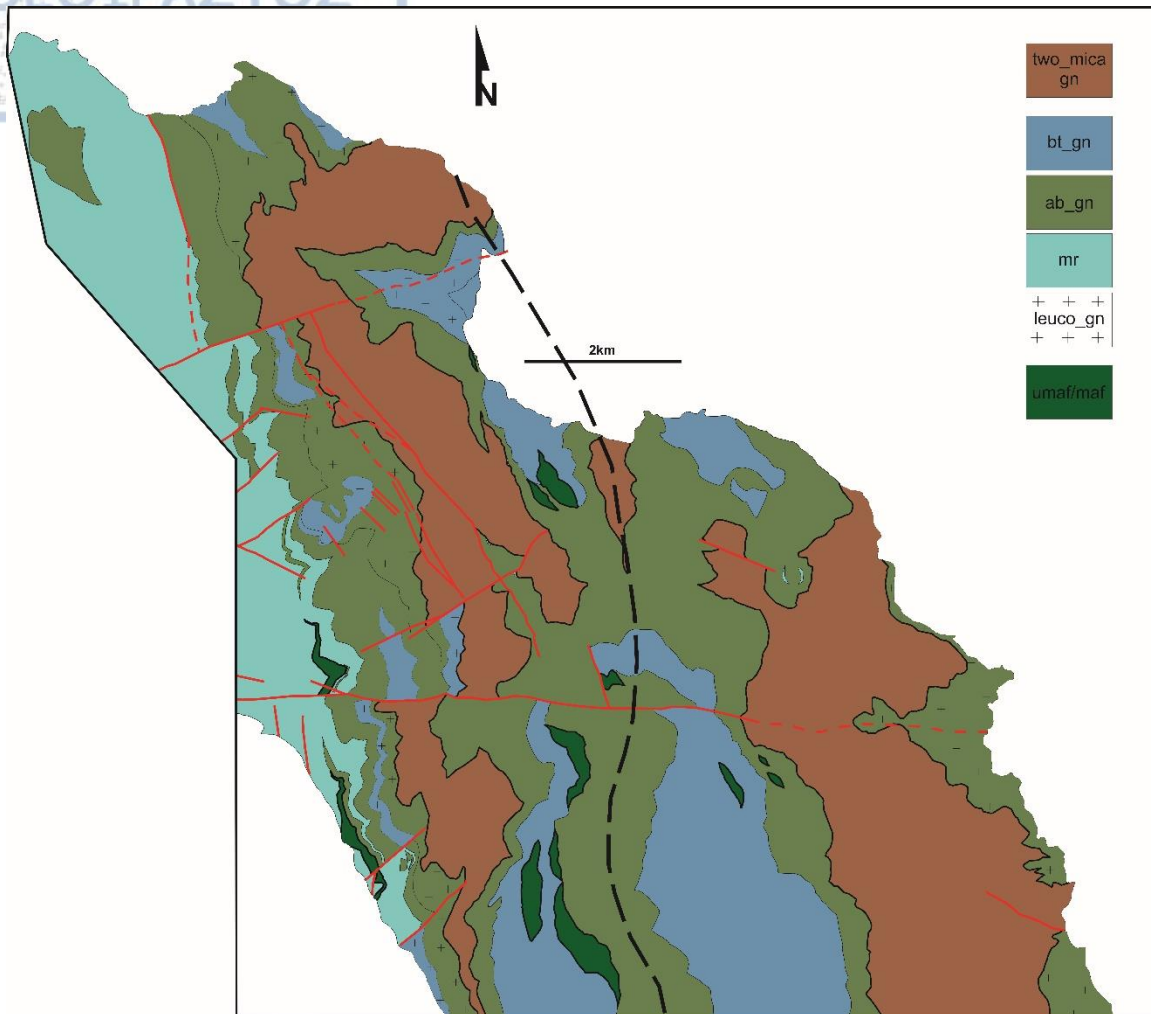 N
2km
two_mica
gn
bt_gn
ab_gn
mr
+ + +
leuco_gn
+ + +
umaf/maf